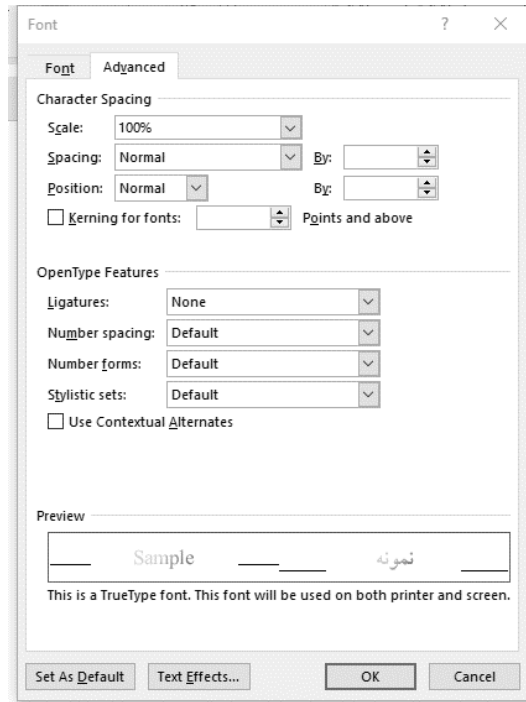 Font ?
Font Advanced
Character Spacing
Scale: 100%
Spacing: Normal By:
Position: Normal By:
Kerning for fonts: Points and above
OpenType Features
Ligatures: None
Number spacing: Default
Number forms: Default
Stylistic sets: Default
Use Contextual Alternates
Preview
Sample نمونه
This is a TrueType font. This font will be used on both printer and screen.
Set As Default Text Effects... OK Cancel